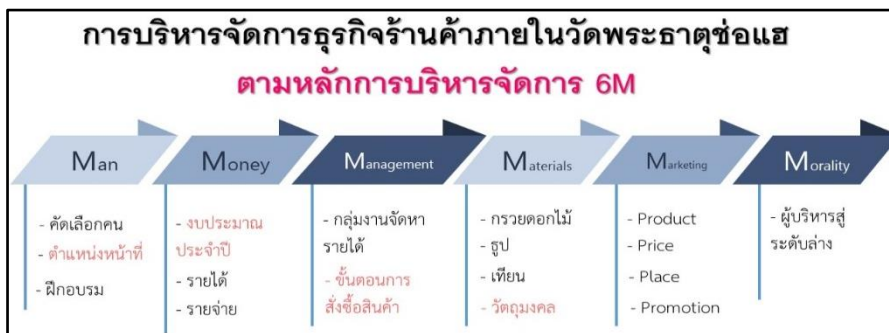 การบริหารจัดการธุรกิจร้านค้าภายในวัดพระธาตุช่อแฮ
ตามหลักการบริหารจัดการ 6M
Man
- คัดเลือกคน
- ตำแหน่งหน้าที่
- ฝึกอบรม
Money
- งบประมาณ
ประจำปี
- รายได้
- รายจ่าย
Management
- กลุ่มงานจัดหา
รายได้
- ขั้นตอนการ
สั่งซื้อสินค้า
Materials
- กรวยดอกไม้
- ธูป
- เทียน
- วัตถุมงคล
Marketing
- Product
- Price
- Place
- Promotion
Morality
- ผู้บริหารสู่
ระดับล่าง